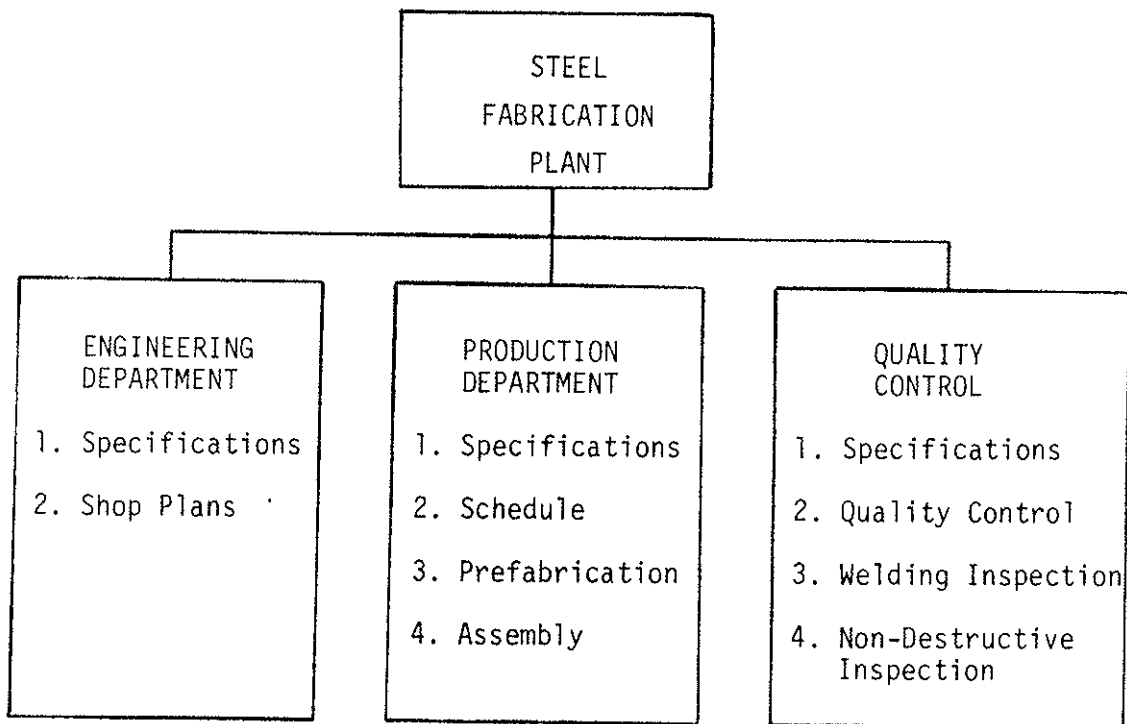 STEEL
FABRICATION
PLANT
ENGINEERING
DEPARTMENT
1. Specifications
2. Shop Plans
PRODUCTION
DEPARTMENT
1. Specifications
2. Schedule
3. Prefabrication
4. Assembly
QUALITY
CONTROL
1. Specifications
2. Quality Control
3. Welding Inspection
4. Non-Destructive
Inspection